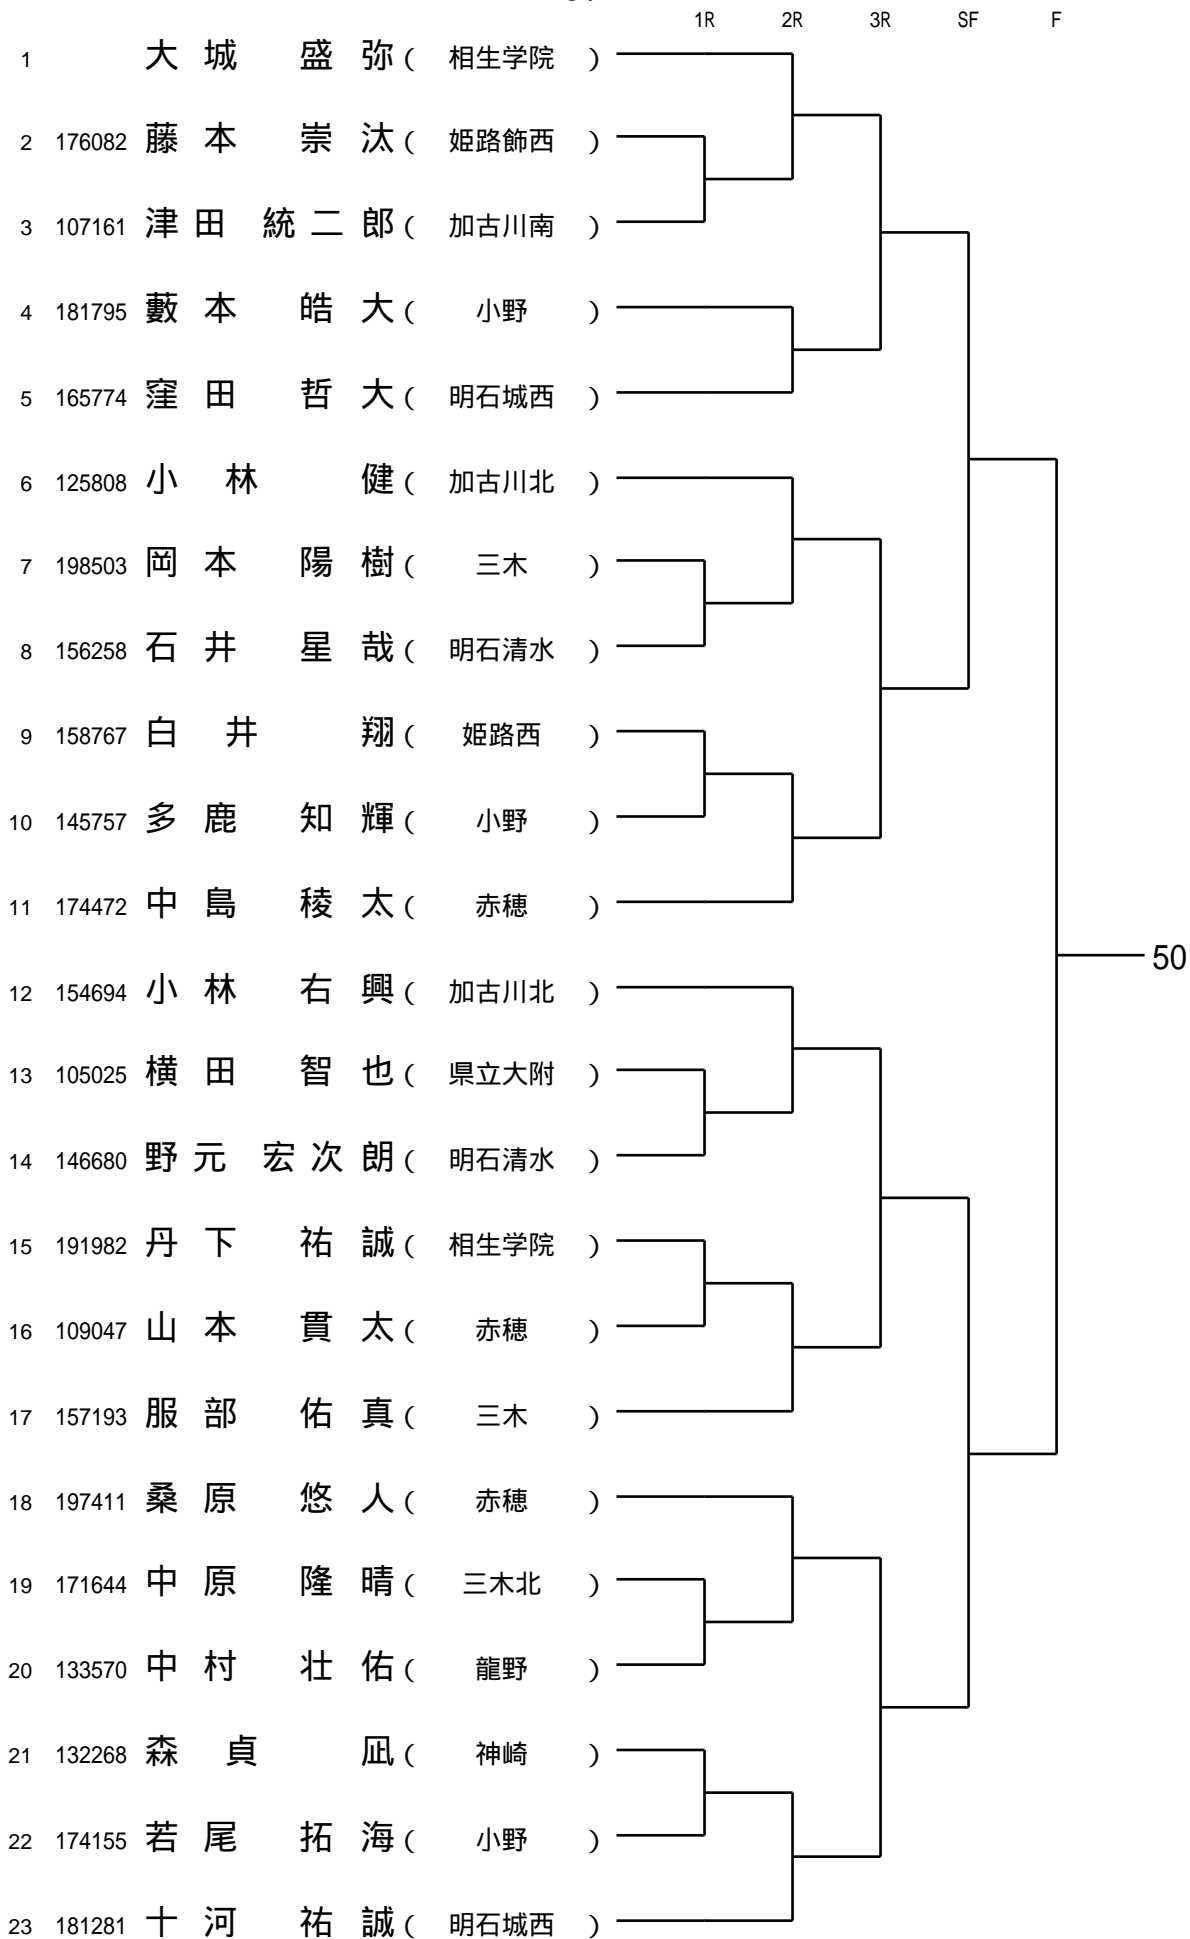 1R 2R 3R SF F
1 大城 盛弥 ( 相生学院 )
2 176082 藤本 崇汰 ( 姫路飾西 )
3 107161 津田 統二郎 ( 加古川南 )
4 181795 藪本 皓大 ( 小野 )
5 165774 窪田 哲大 ( 明石城西 )
6 125808 小林 健 ( 加古川北 )
7 198503 岡本 陽樹 ( 三木 )
8 156258 石井 星哉 ( 明石清水 )
9 158767 白井 翔 ( 姫路西 )
10 145757 多鹿 知輝 ( 小野 )
11 174472 中島 稜太 ( 赤穂 )
50
12 154694 小林 右興 ( 加古川北 )
13 105025 横田 智也 ( 県立大附 )
14 146680 野元 宏次朗 ( 明石清水 )
15 191982 丹下 祐誠 ( 相生学院 )
16 109047 山本 貫太 ( 赤穂 )
17 157193 服部 佑真 ( 三木 )
18 197411 桑原 悠人 ( 赤穂 )
19 171644 中原 隆晴 ( 三木北 )
20 133570 中村 壮佑 ( 龍野 )
21 132268 森貞 凪 ( 神崎 )
22 174155 若尾 拓海 ( 小野 )
23 181281 十河 祐誠 ( 明石城西 )